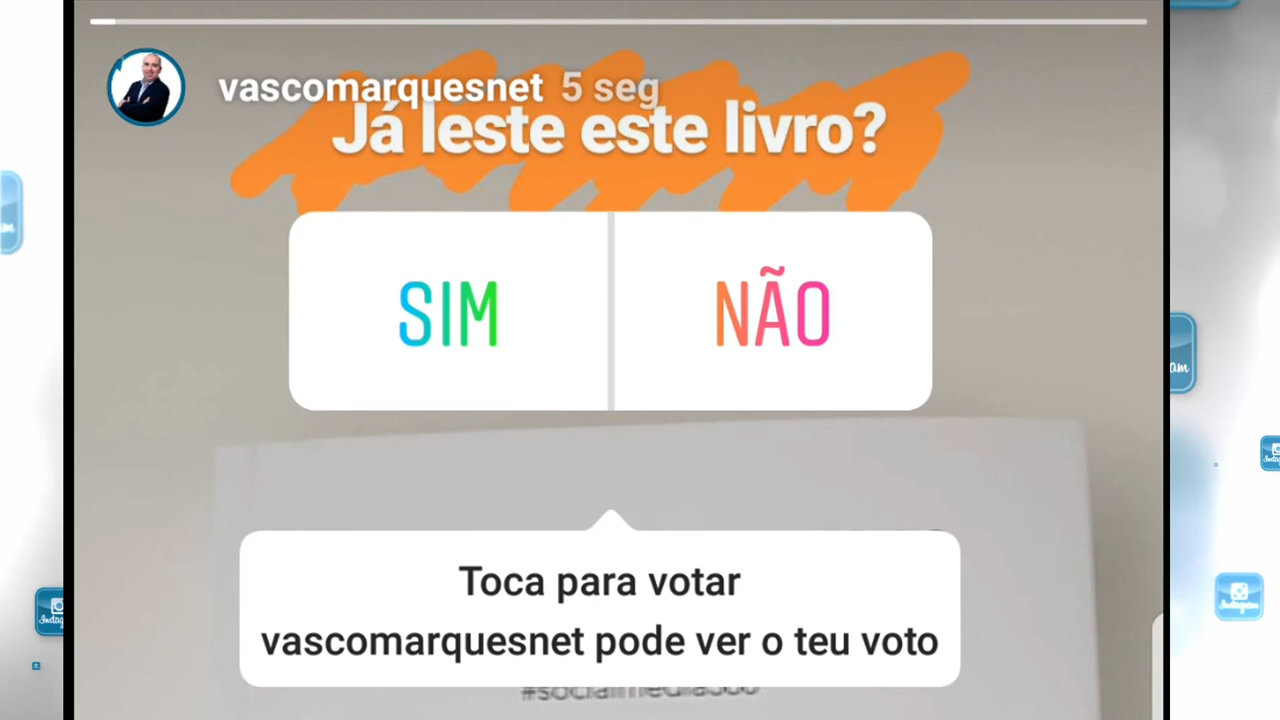 vascomarquesnet 5 seg
Já leste este livro?
SIM NÃO
Toca para votar
vascomarquesnet pode ver o teu voto